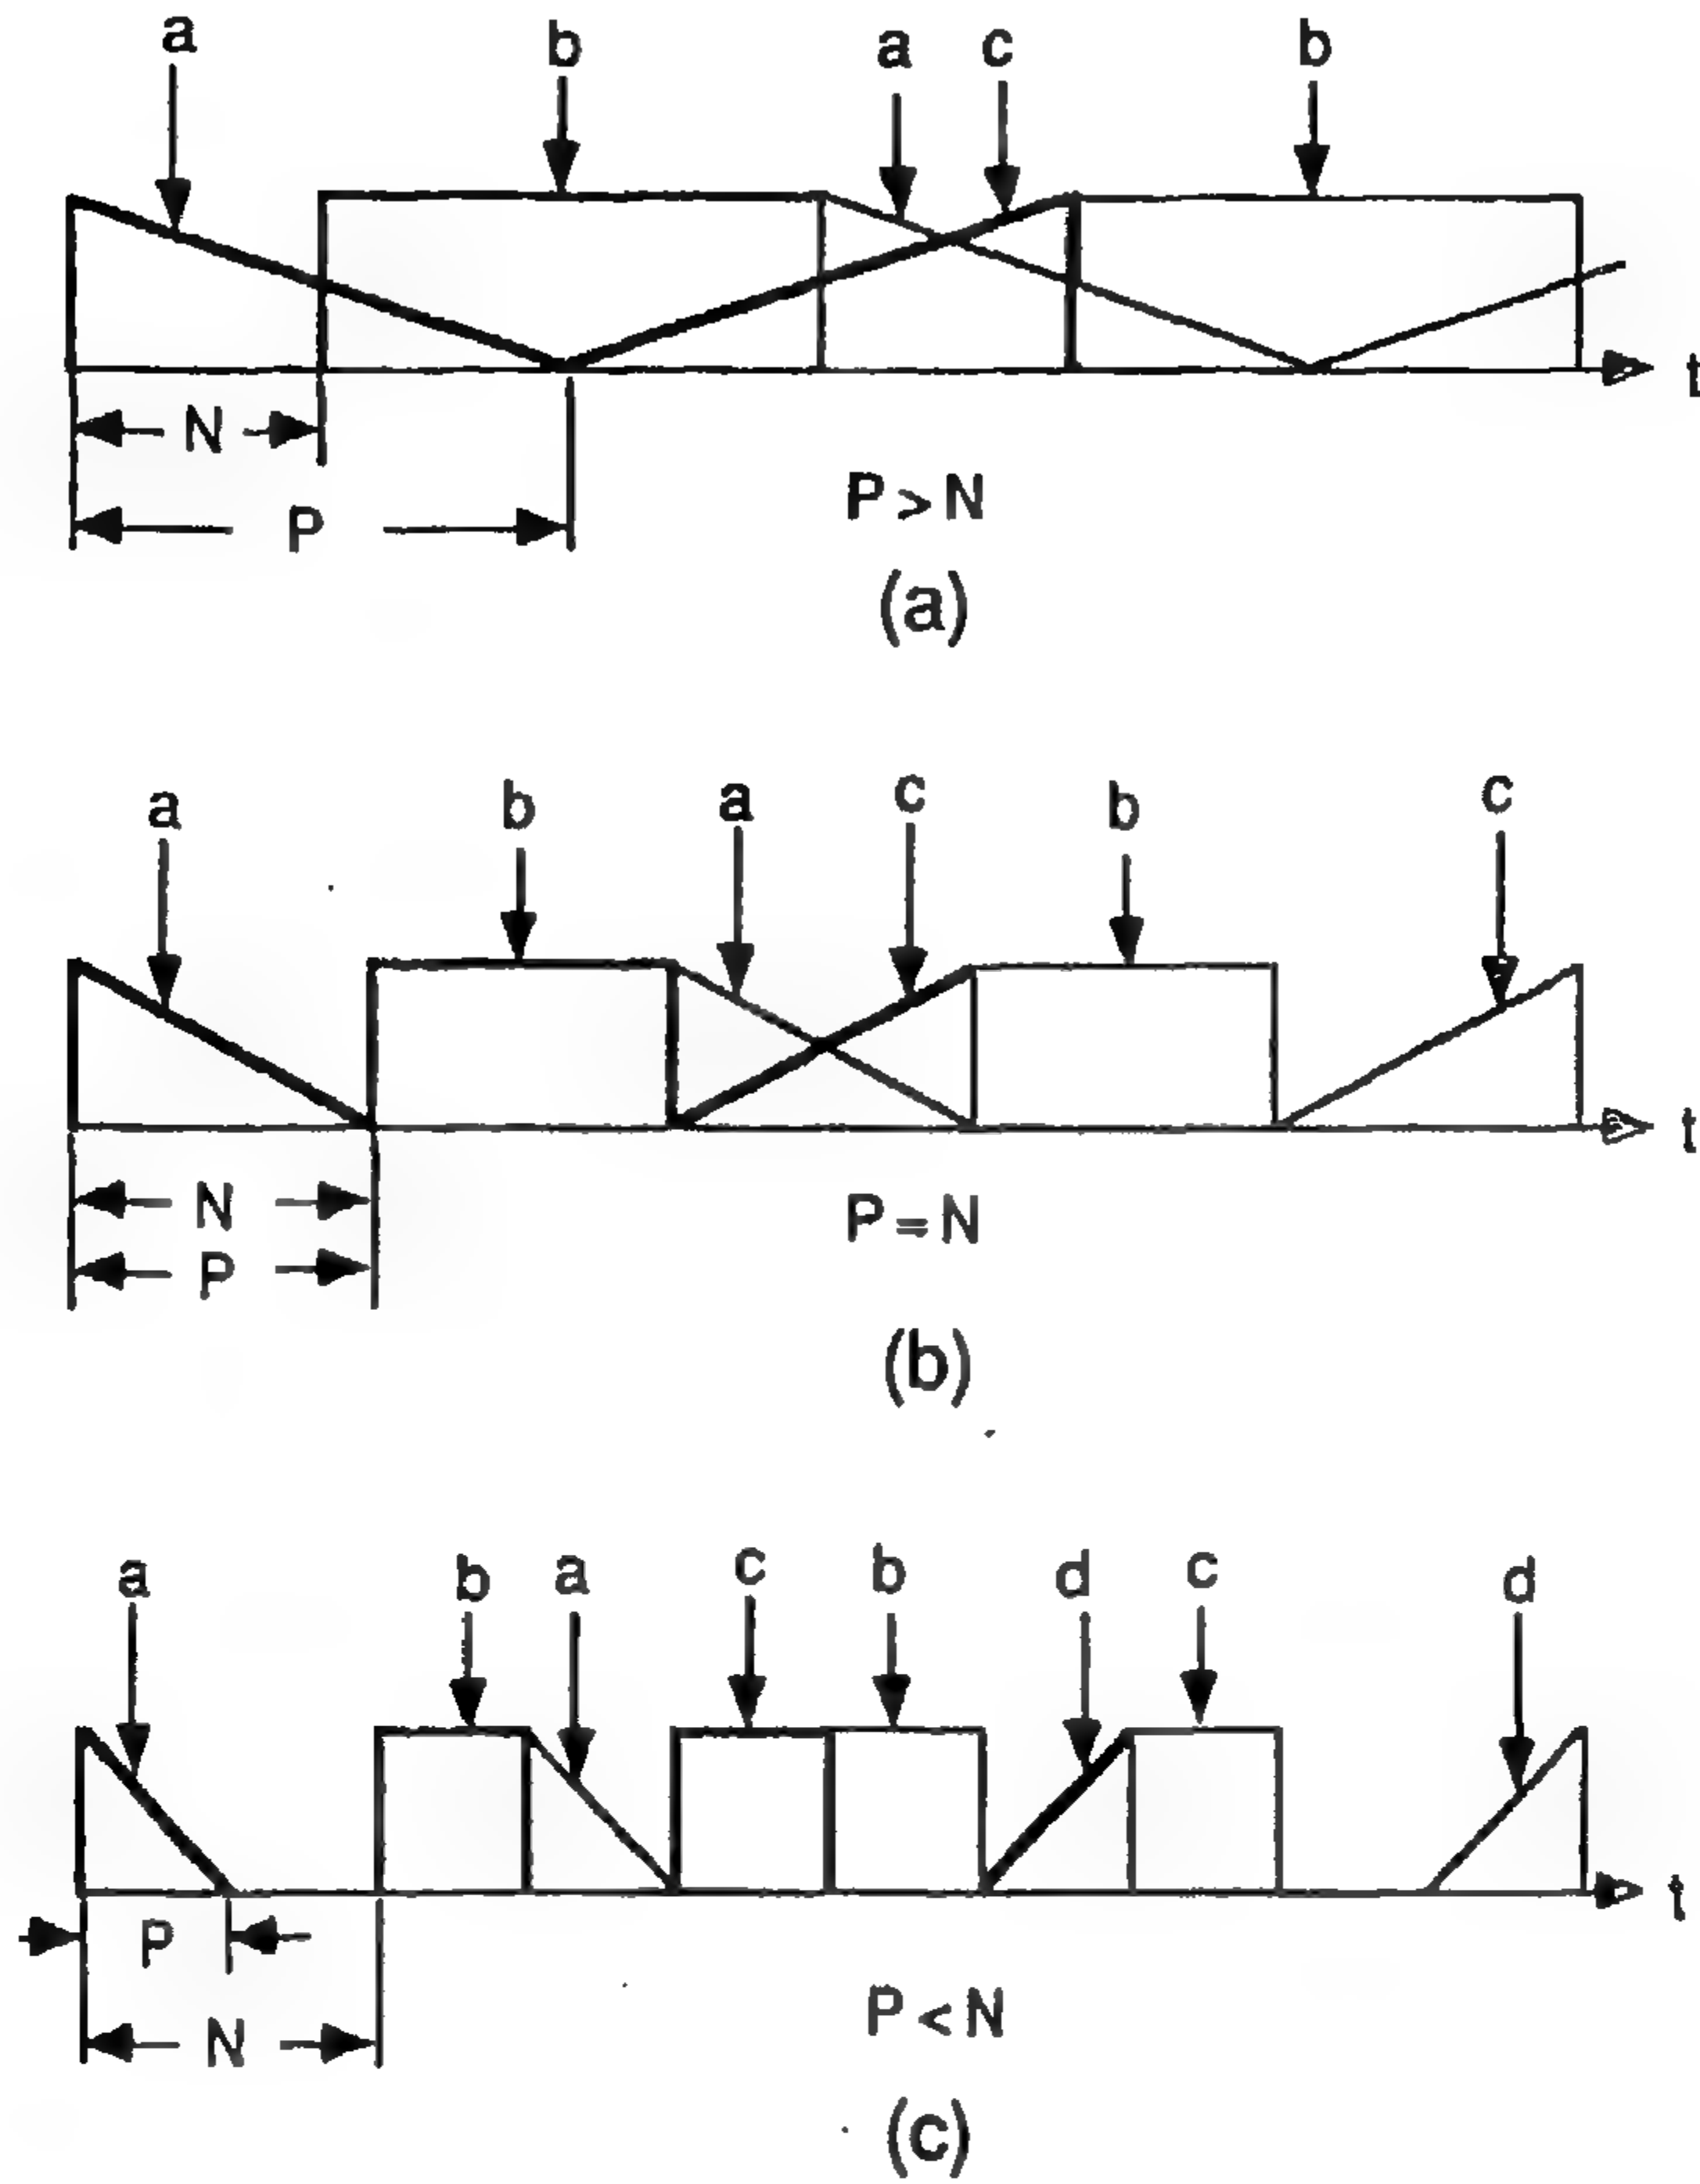 a b a c b
t
N
P
P > N
(a)
a b a c b c
t
N
P
P = N
(b)
a b a c b d c d
t
P
N
P < N
(c)